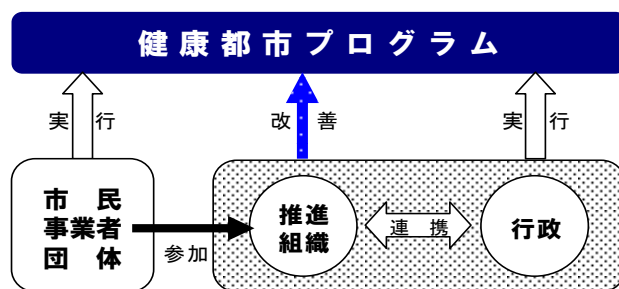 健康都市プログラム
実行
改善
実行
市民
事業者
団体
参加
推進
組織
連携
行政